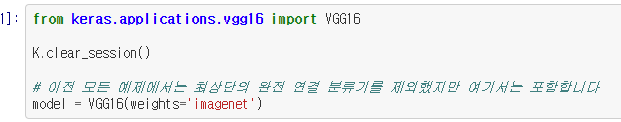 1]: from keras.applications.vgg16 import VGG16
K.clear_session()
# 이전 모든 예제에서는 최상단의 완전 연결 분류기를 제외했지만 여기서는 포함합니다
model = VGG16(weights='imagenet')